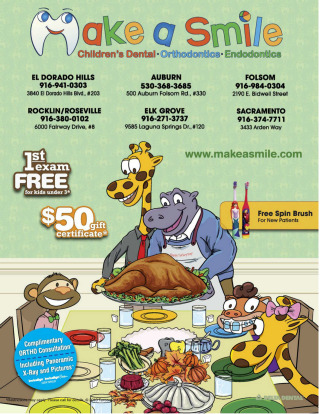 Make a Smile
Children's Dental • Orthodontics • Endodontics
EL DORADO HILLS
916-941-0303
3840 El Dorado Hills Blvd., #203
AUBURN
530-368-3685
500 Auburn Folsom Rd., #330
FOLSOM
916-984-0304
2190 E. Bidwell Street
ROCKLIN/ROSEVILLE
916-380-0102
6000 Fairway Drive, #8
ELK GROVE
916-271-3737
9585 Laguna Springs Dr., #120
SACRAMENTO
916-374-7711
3433 Arden Way
www.makeasmile.com
1st
exam
FREE
for kids under 3*
$50 gift
certificate*
Free Spin Brush
For New Patients
Complimentary
ORTHO Consultation
Including Panoramic
X-Ray and Pictures